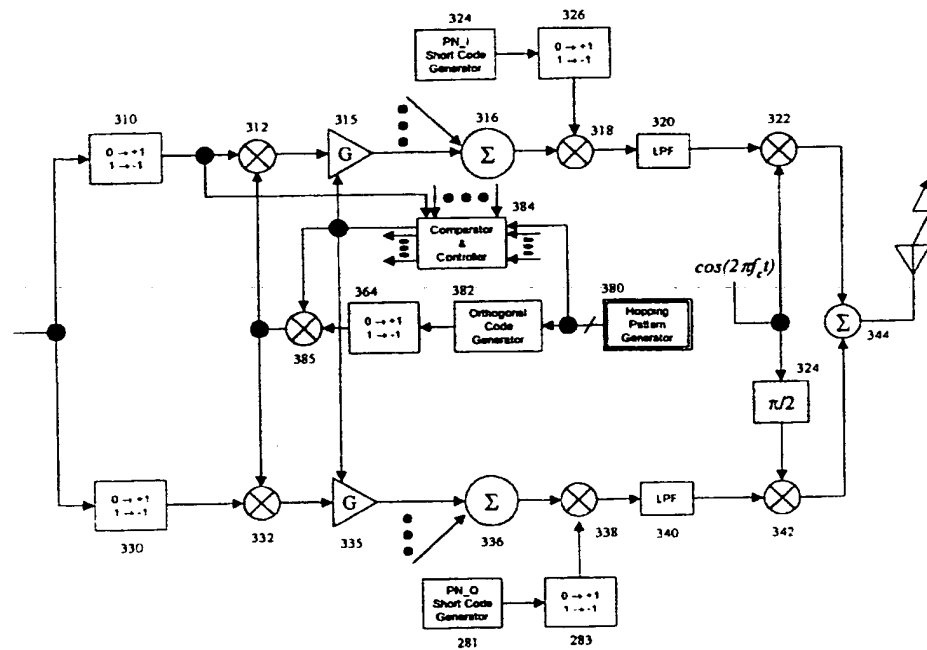 324
326
PN_I
Short Code
Generator
0 → +1
1 → -1
310
312
315
316
318
320
322
0 → +1
1 → -1
G
Σ
LPF
384
Comparator
&
Controller
cos(2πf_ct)
364
382
380
0 → +1
1 → -1
Orthogonal
Code
Generator
Hopping
Pattern
Generator
385
Σ
344
324
π/2
0 → +1
1 → -1
G
Σ
LPF
330
332
335
336
338
340
342
PN_Q
Short Code
Generator
0 → +1
1 → -1
281
283